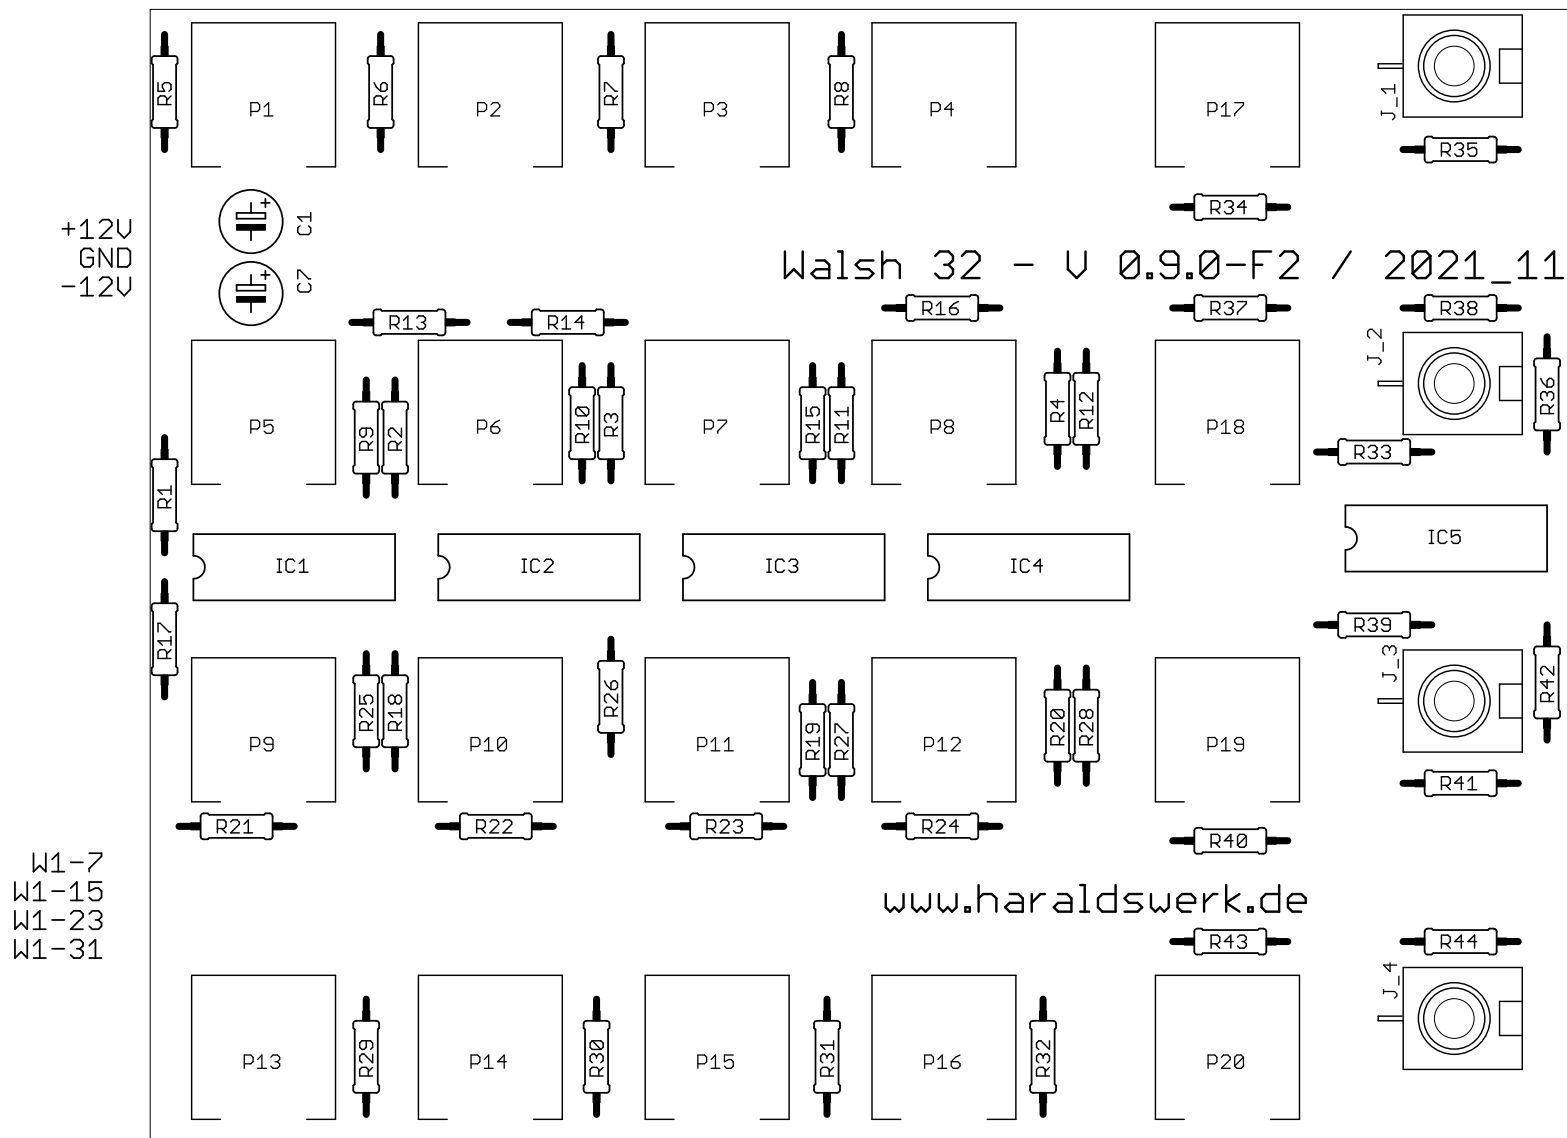 R5
P1
R6
P2
R7
P3
R8
P4
P17
J_1
R35
R34
C1
+12V
GND
-12V
C7
Walsh 32 - V 0.9.0-F2 / 2021_11
R13
R14
R16
R37
R38
J_2
P5
R9
R2
P6
R10
R3
P7
R15
R11
P8
R4
R12
P18
R36
R33
R1
IC1
IC2
IC3
IC4
IC5
R17
R39
J_3
P9
R25
R18
P10
R26
P11
R19
R27
P12
R20
R28
P19
R42
R41
R21
R22
R23
R24
R40
W1-7
W1-15
W1-23
W1-31
www.haraldswerk.de
R43
R44
J_4
P13
R29
P14
R30
P15
R31
P16
R32
P20